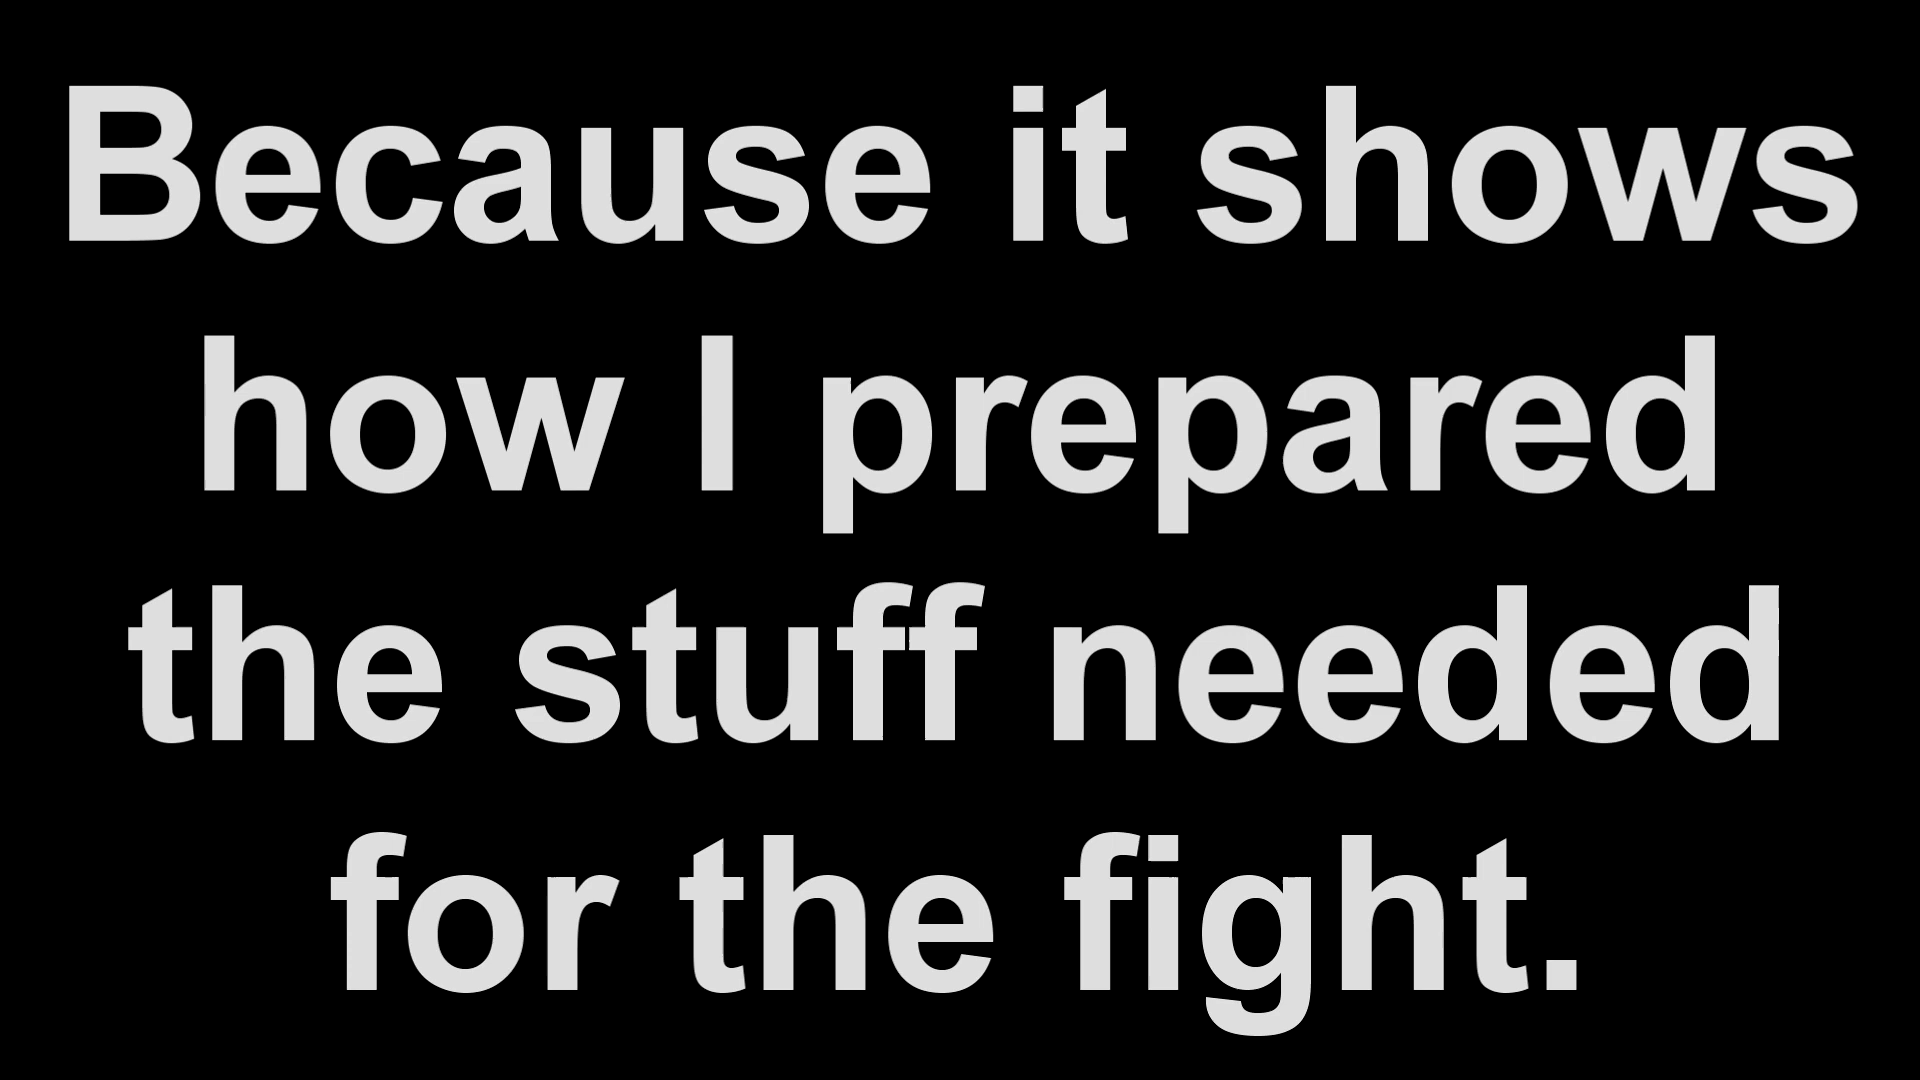 Because it shows
how I prepared
the stuff needed
for the fight.